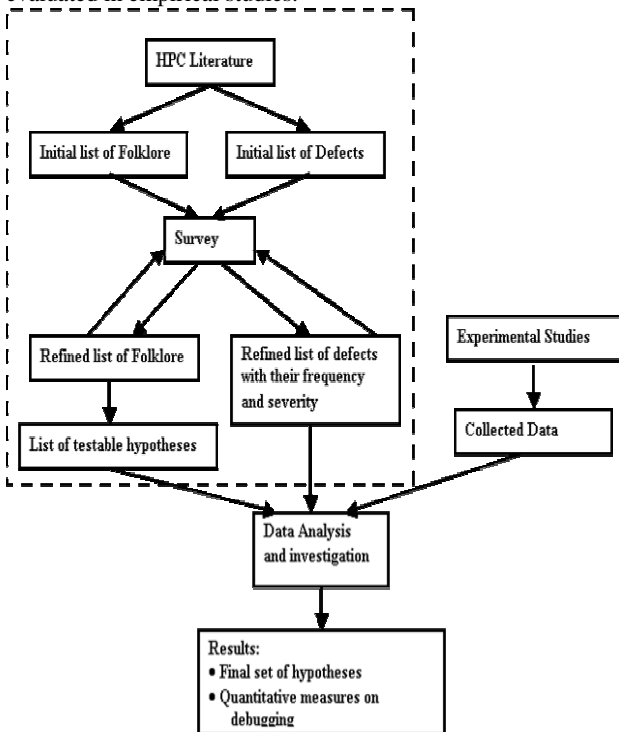 evaluated in empirical studies.
HPC Literature
Initial list of Folklore
Initial list of Defects
Survey
Refined list of Folklore
Refined list of defects
with their frequency
and severity
Experimental Studies
List of testable hypotheses
Collected Data
Data Analysis
and investigation
Results:
• Final set of hypotheses
• Quantitative measures on
debugging